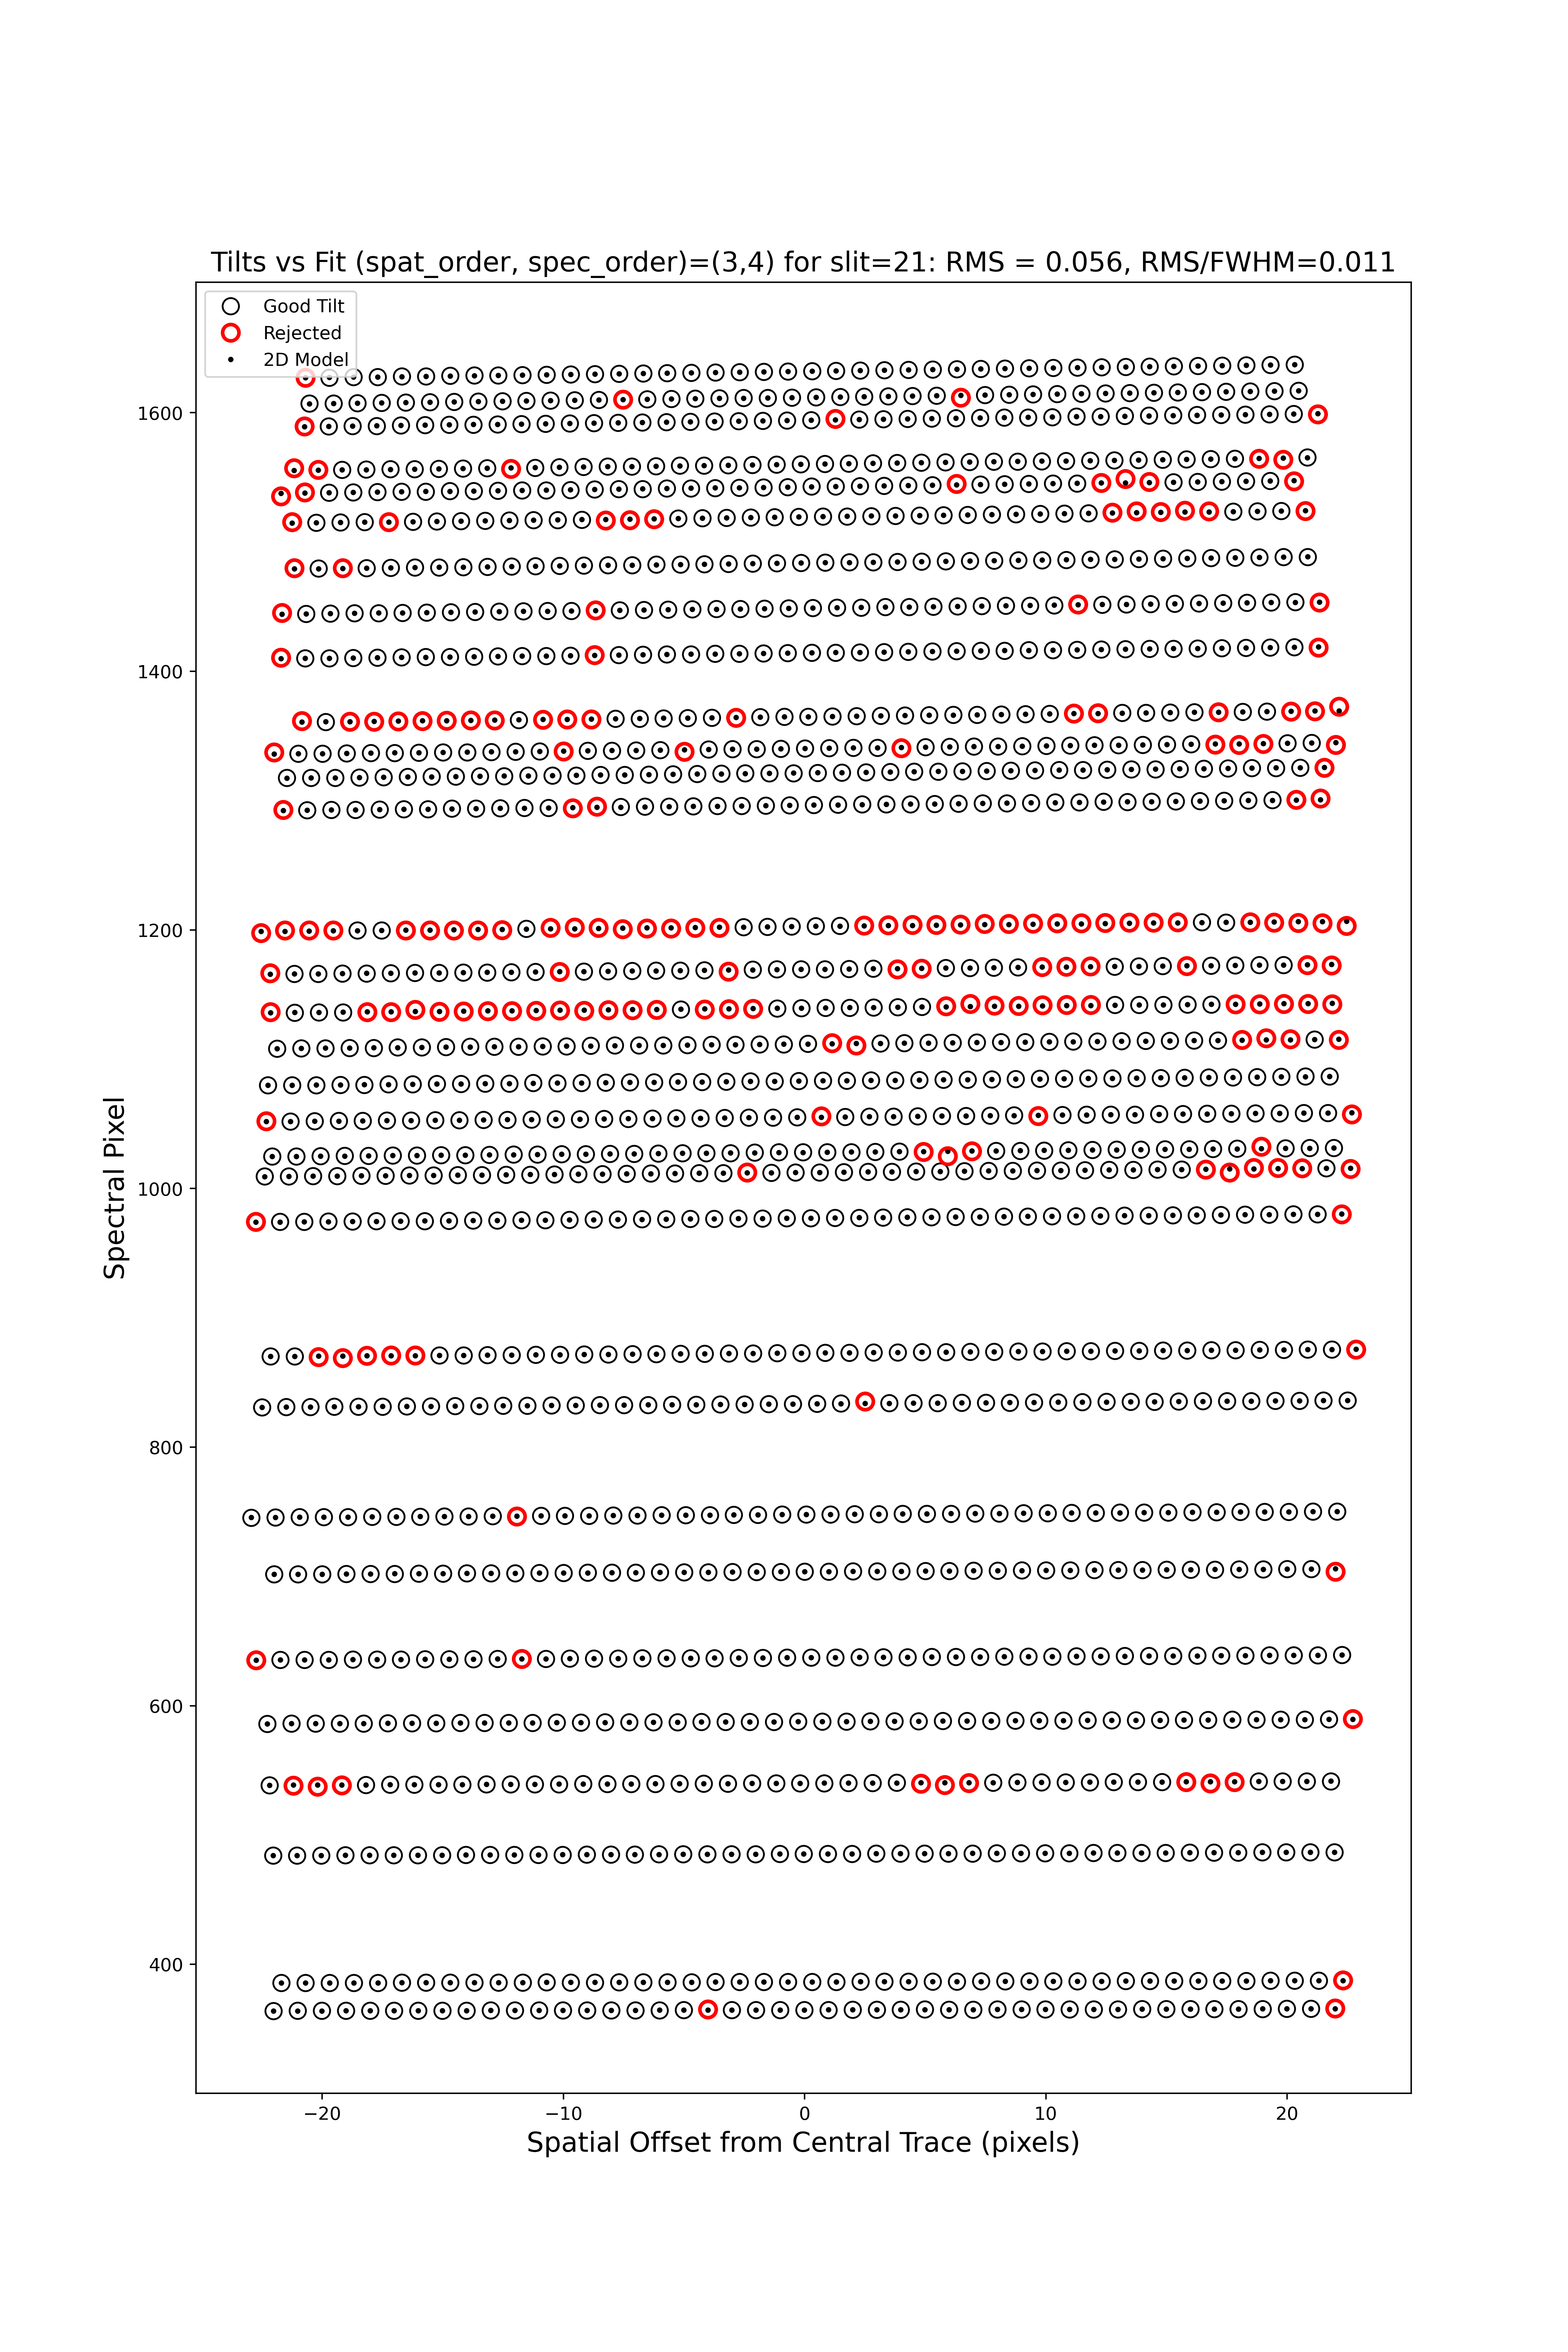 Tilts vs Fit (spat_order, spec_order)=(3,4) for slit=21: RMS = 0.056, RMS/FWHM=0.011
Good Tilt
Rejected
2D Model
1600
1400
1200
1000
800
600
400
Spectral Pixel
−20
−10
0
10
20
Spatial Offset from Central Trace (pixels)